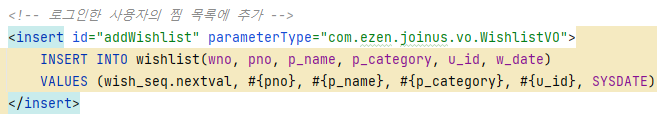 <!-- 로그인한 사용자의 찜 목록에 추가 -->
<insert id="addWishlist" parameterType="com.ezen.joinus.vo.WishlistVO">
INSERT INTO wishlist(wno, pno, p_name, p_category, u_id, w_date)
VALUES (wish_seq.nextval, #{pno}, #{p_name}, #{p_category}, #{u_id}, SYSDATE)
</insert>